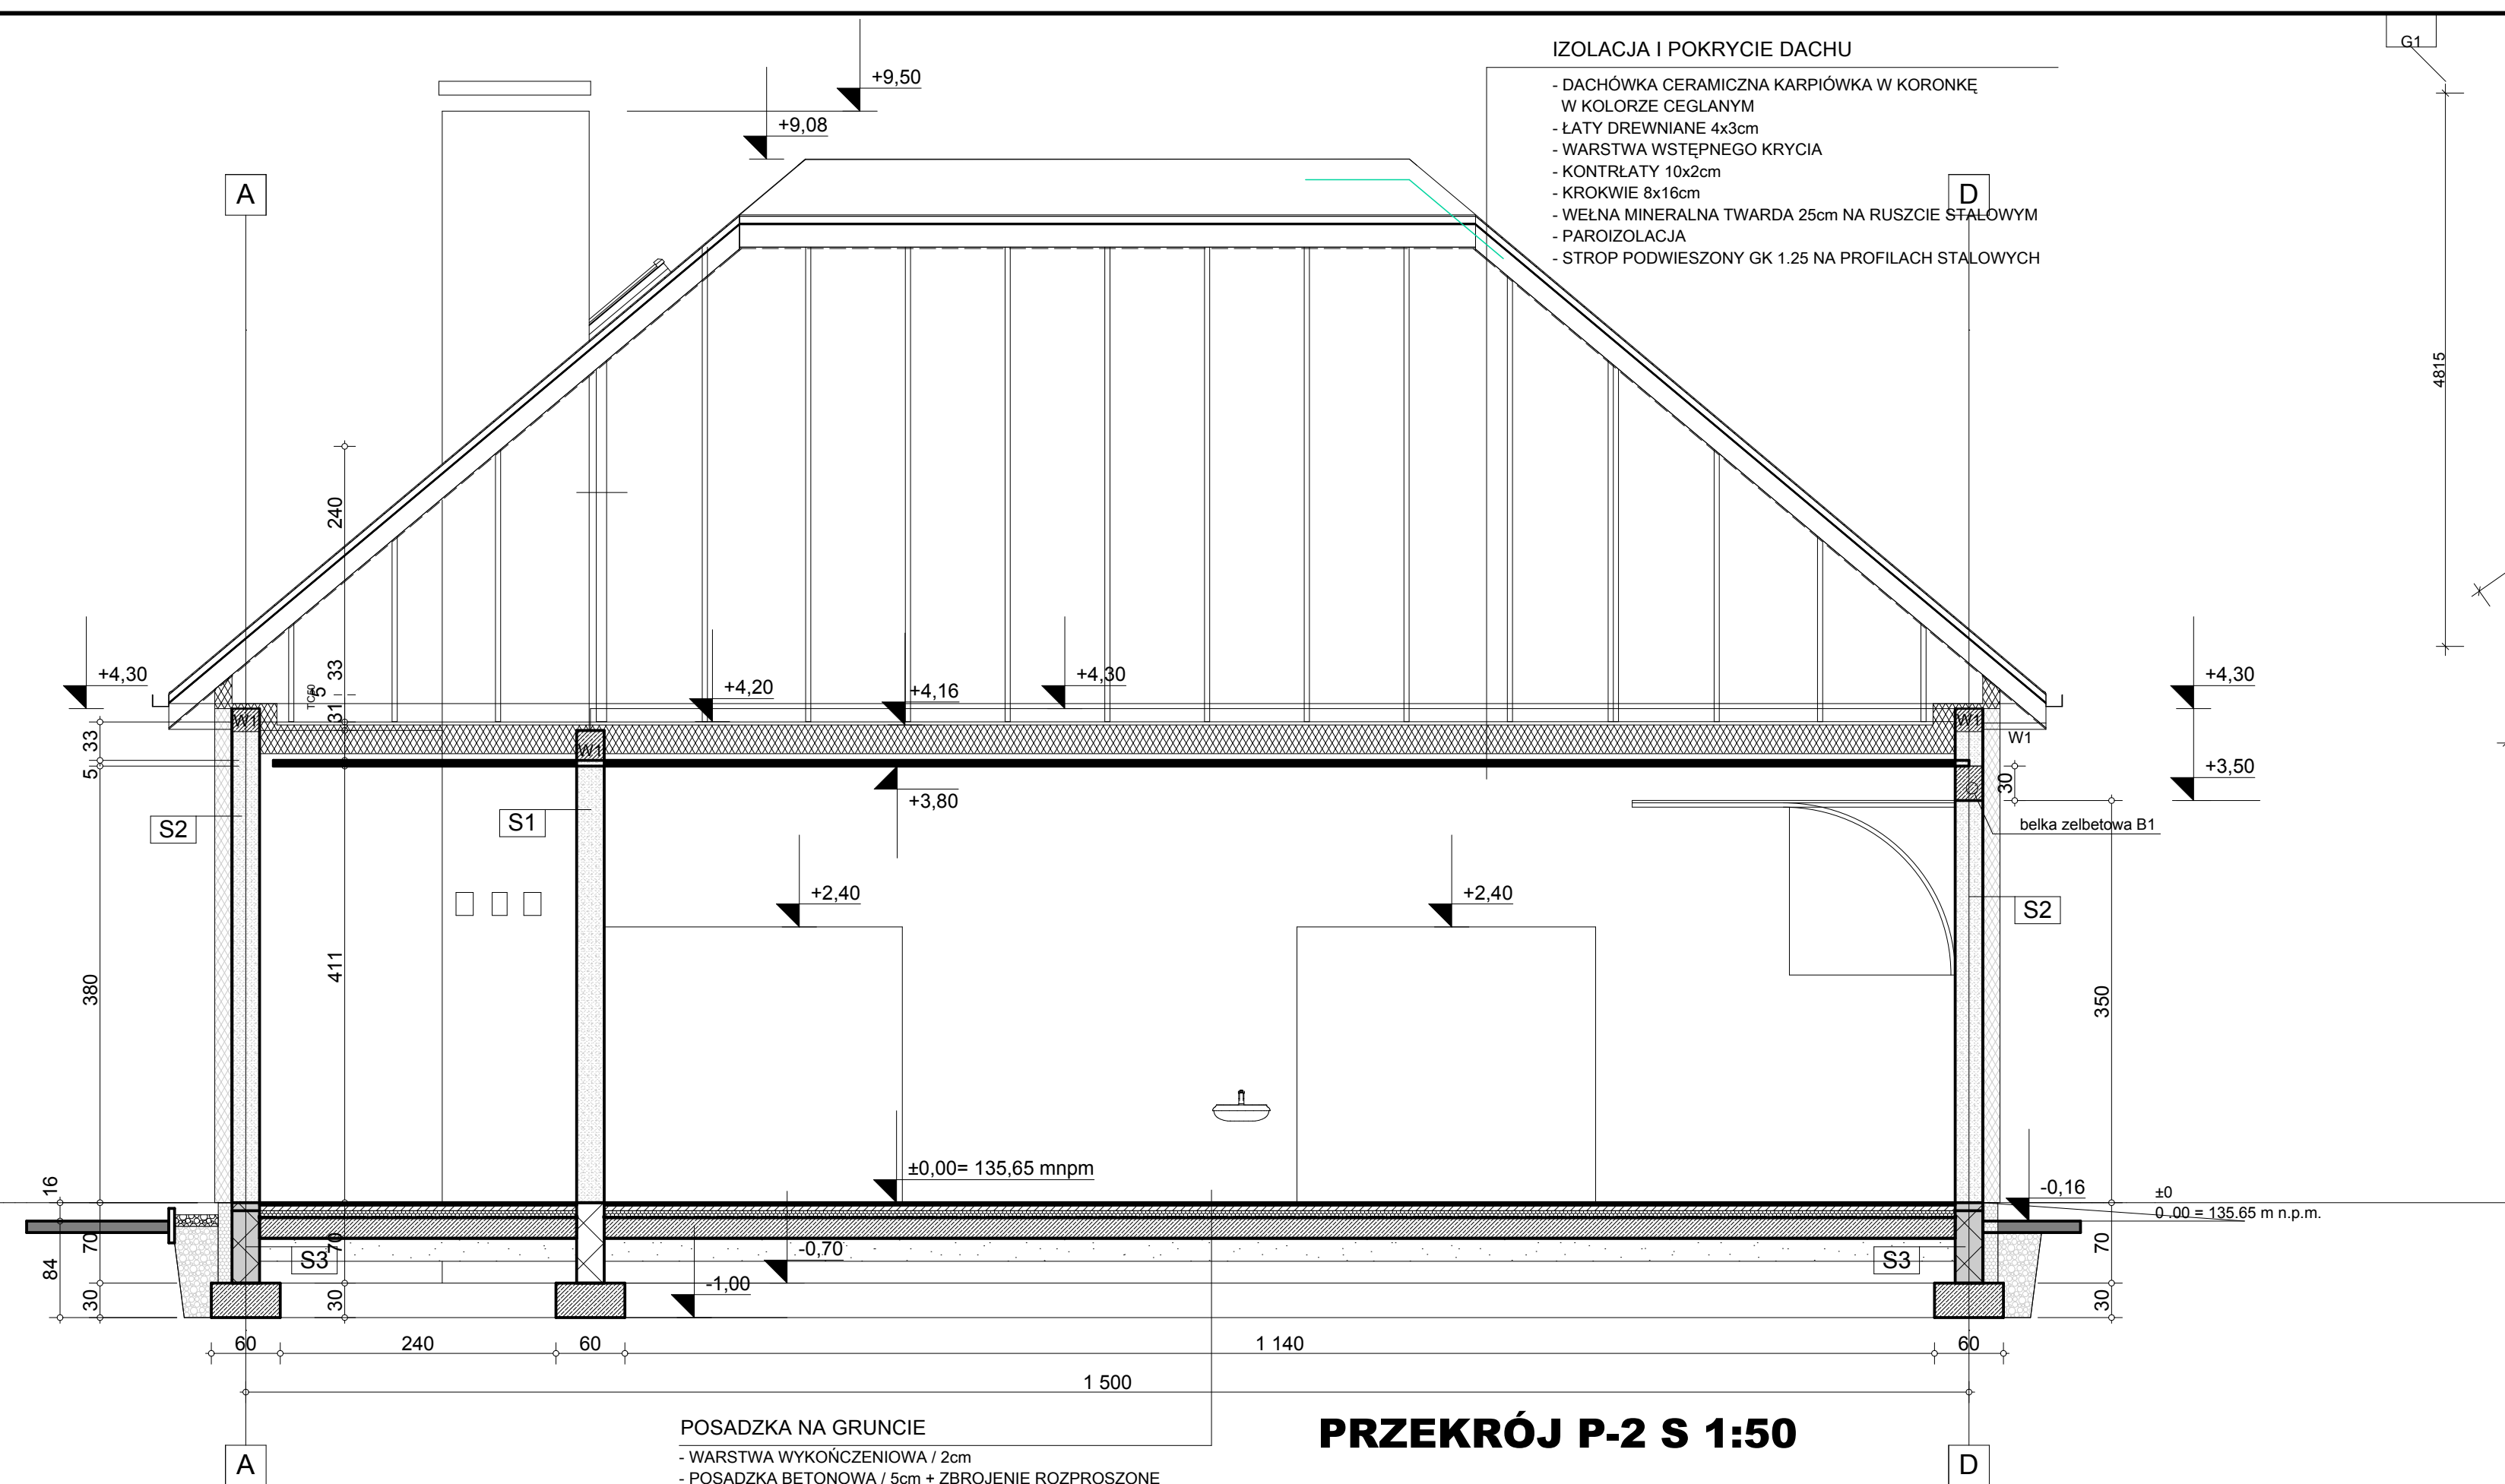 IZOLACJA I POKRYCIE DACHU
- DACHÓWKA CERAMICZNA KARPIÓWKA W KORONKĘ
W KOLORZE CEGLANYM
- ŁATY DREWNIANE 4x3cm
- WARSTWA WSTĘPNEGO KRYCIA
- KONTRŁATY 10x2cm
- KROKWIE 8x16cm
- WEŁNA MINERALNA TWARDA 25cm NA RUSZCIE STALOWYM
- PAROIZOLACJA
- STROP PODWIESZONY GK 1.25 NA PROFILACH STALOWYCH
G1
+9,50
+9,08
A
D
4815
240
33
5
31
TC50
+4,30
+4,20
+4,16
+4,30
+4,30
W1
W1
W1
W1
33
5
+3,80
30
+3,50
belka zelbetowa B1
S2
S1
S2
+2,40
+2,40
380
411
350
±0,00= 135,65 mnpm
-0,16
±0
0 .00 = 135.65 m n.p.m.
16
84
70
30
70
30
S3
-0,70
-1,00
S3
70
30
60
240
60
1 140
60
1 500
POSADZKA NA GRUNCIE
- WARSTWA WYKOŃCZENIOWA / 2cm
- POSADZKA BETONOWA / 5cm + ZBROJENIE ROZPROSZONE
PRZEKRÓJ P-2 S 1:50
A
D